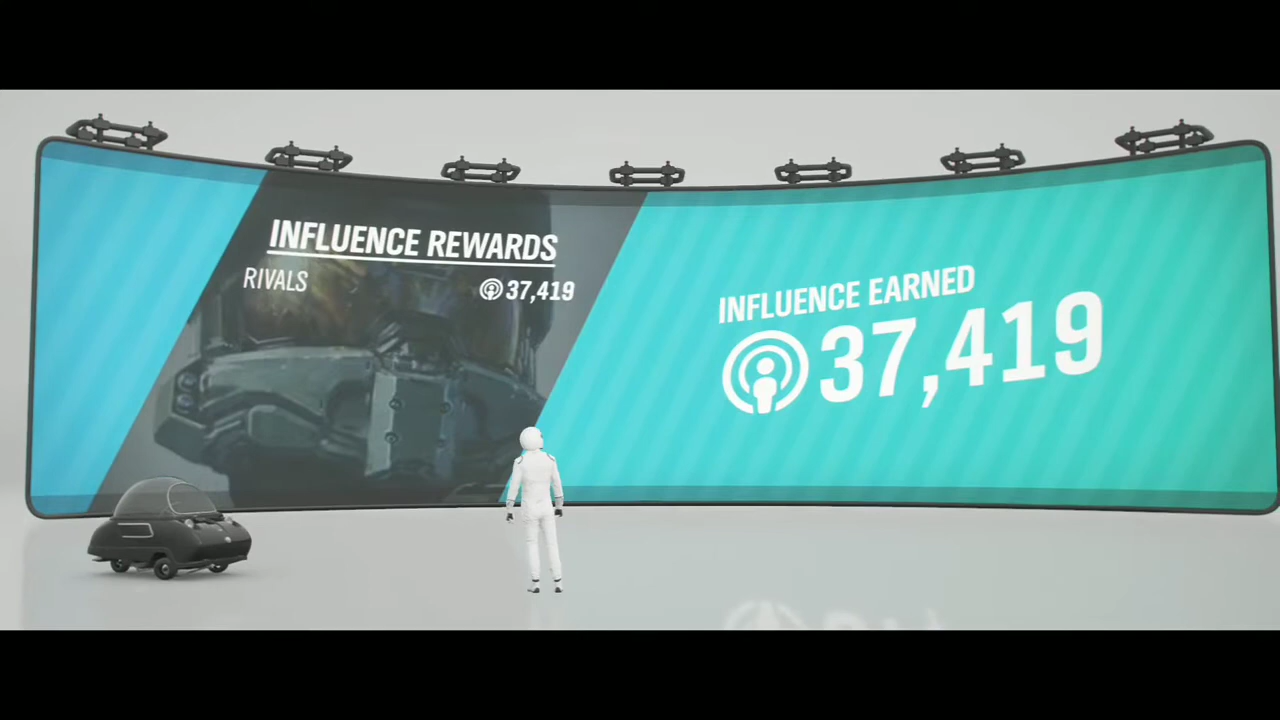 INFLUENCE REWARDS
RIVALS 37,419
INFLUENCE EARNED
37,419